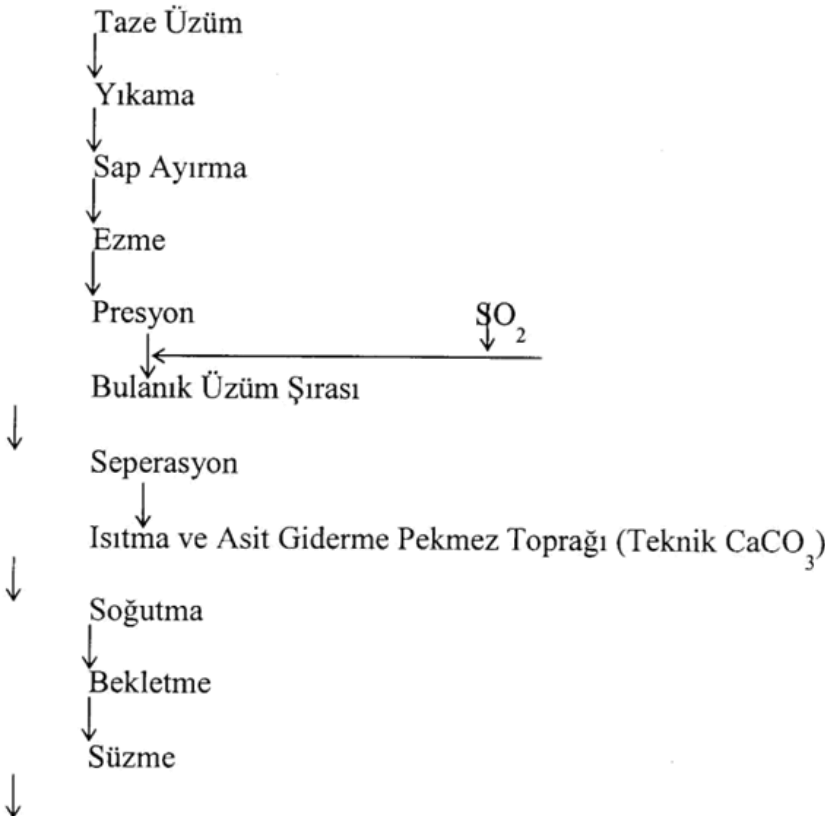 Taze Üzüm
Yıkama
Sap Ayırma
Ezme
Presyon SO₂
Bulanık Üzüm Şırası
Seperasyon
Isıtma ve Asit Giderme Pekmez Toprağı (Teknik CaCO₃)
Soğutma
Bekletme
Süzme